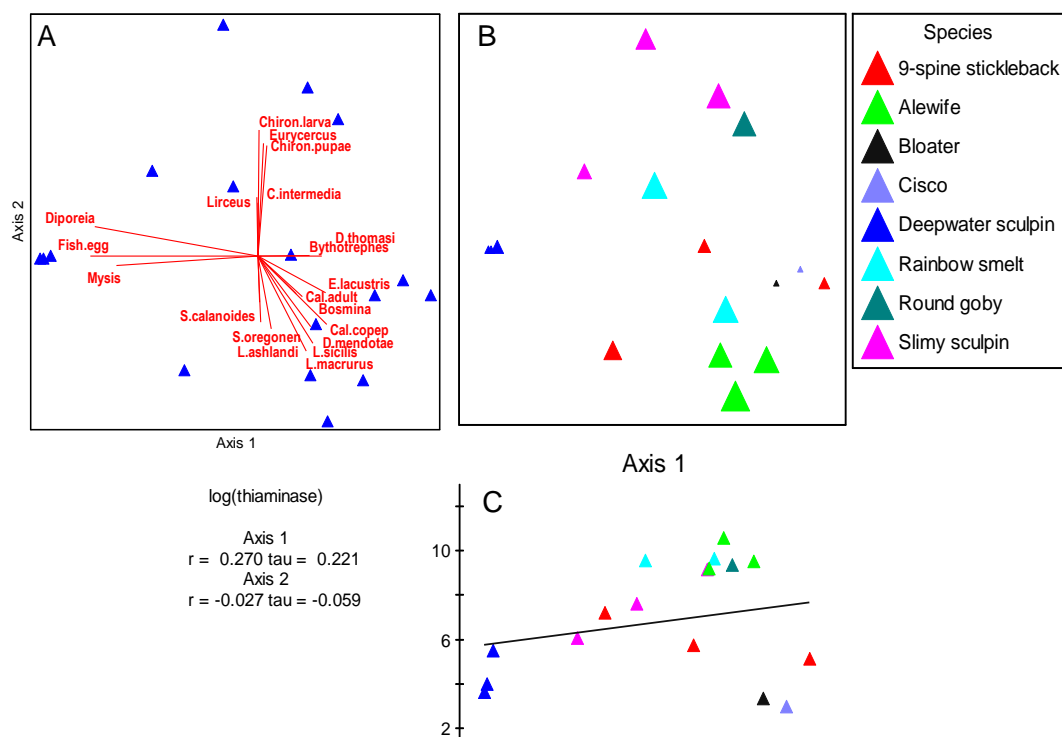 A
Chiron.larva
Eurycercus
Chiron.pupae
C.intermedia
Lirceus
Diporeia
D.thomasi
Fish.egg
Bythotrephes
Mysis
E.lacustris
Cal.adult
Bosmina
S.calanoides
Cal.copep
S.oregonen
D.mendotae
L.ashlandi
L.sicilis
L.macrurus
Axis 2
Axis 1
B
Species
9-spine stickleback
Alewife
Bloater
Cisco
Deepwater sculpin
Rainbow smelt
Round goby
Slimy sculpin
log(thiaminase)
Axis 1
r = 0.270 tau = 0.221
Axis 2
r = -0.027 tau = -0.059
Axis 1
C
10
6
2